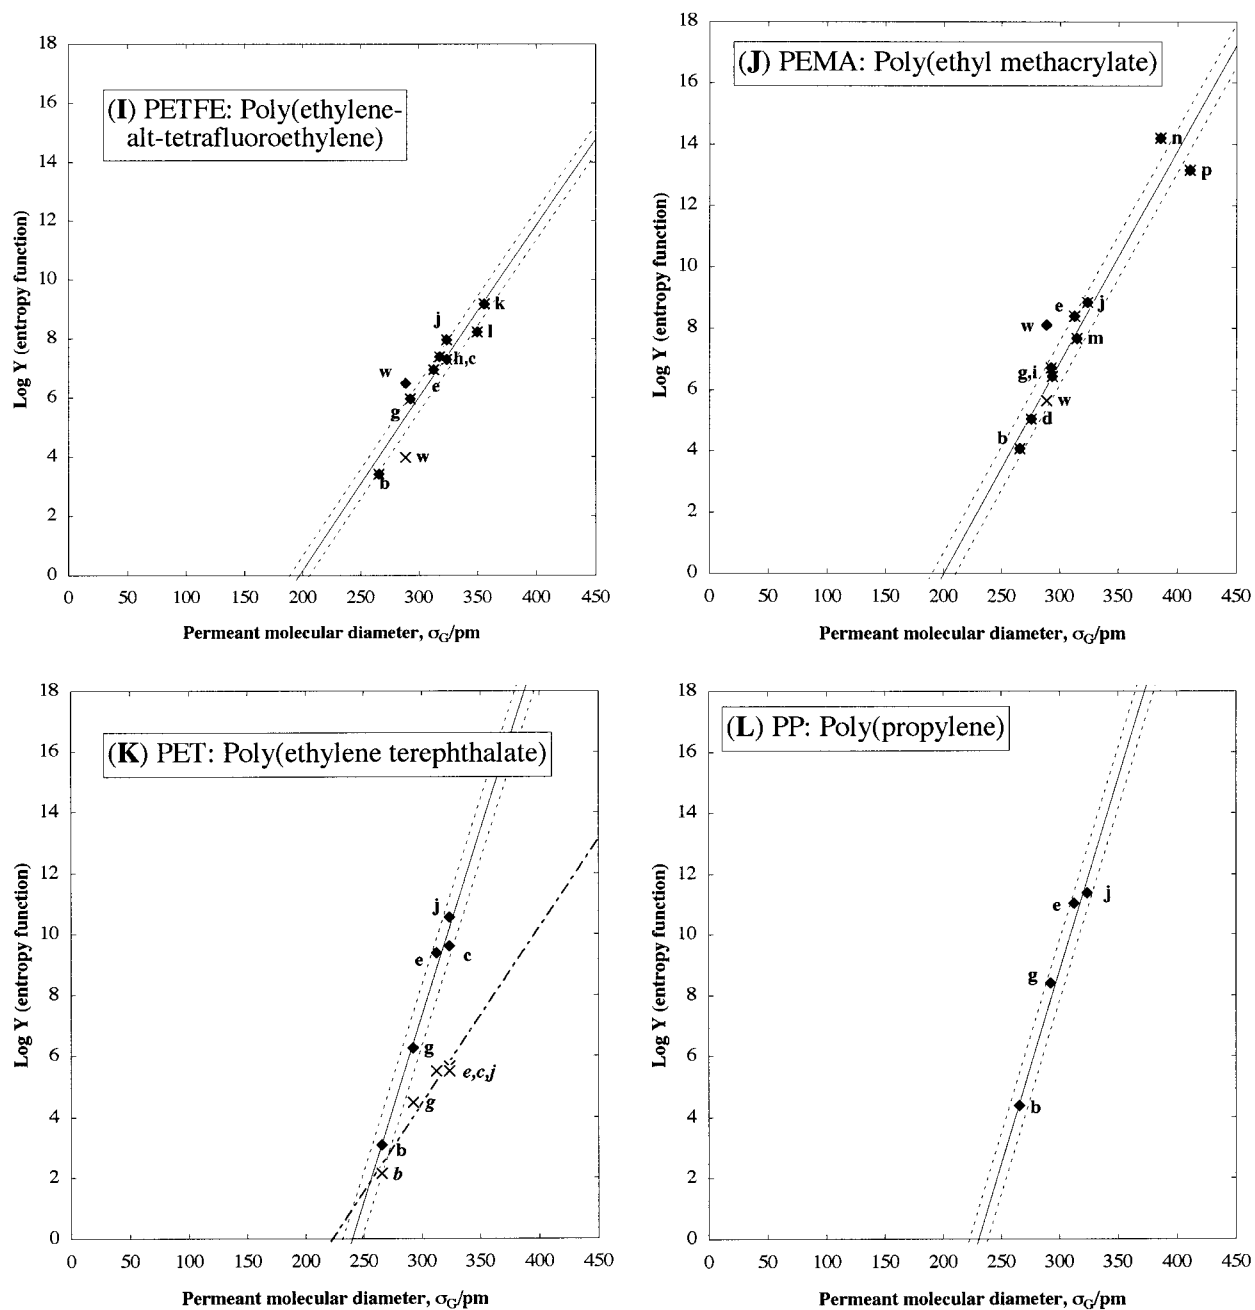 (I) PETFE: Poly(ethylene-
alt-tetrafluoroethylene)
Log Y (entropy function)
18
16
14
12
10
8
6
4
2
0
k
j
l
h,c
w
e
g
w
b
0 50 100 150 200 250 300 350 400 450
Permeant molecular diameter, σG/pm
(J) PEMA: Poly(ethyl methacrylate)
Log Y (entropy function)
18
16
14
12
10
8
6
4
2
0
n
p
e
j
w
m
g,i
w
d
b
0 50 100 150 200 250 300 350 400 450
Permeant molecular diameter, σG/pm
(K) PET: Poly(ethylene terephthalate)
Log Y (entropy function)
18
16
14
12
10
8
6
4
2
0
j
e
c
g
e,c,j
g
b
b
0 50 100 150 200 250 300 350 400 450
Permeant molecular diameter, σG/pm
(L) PP: Poly(propylene)
Log Y (entropy function)
18
16
14
12
10
8
6
4
2
0
e
j
g
b
0 50 100 150 200 250 300 350 400 450
Permeant molecular diameter, σG/pm